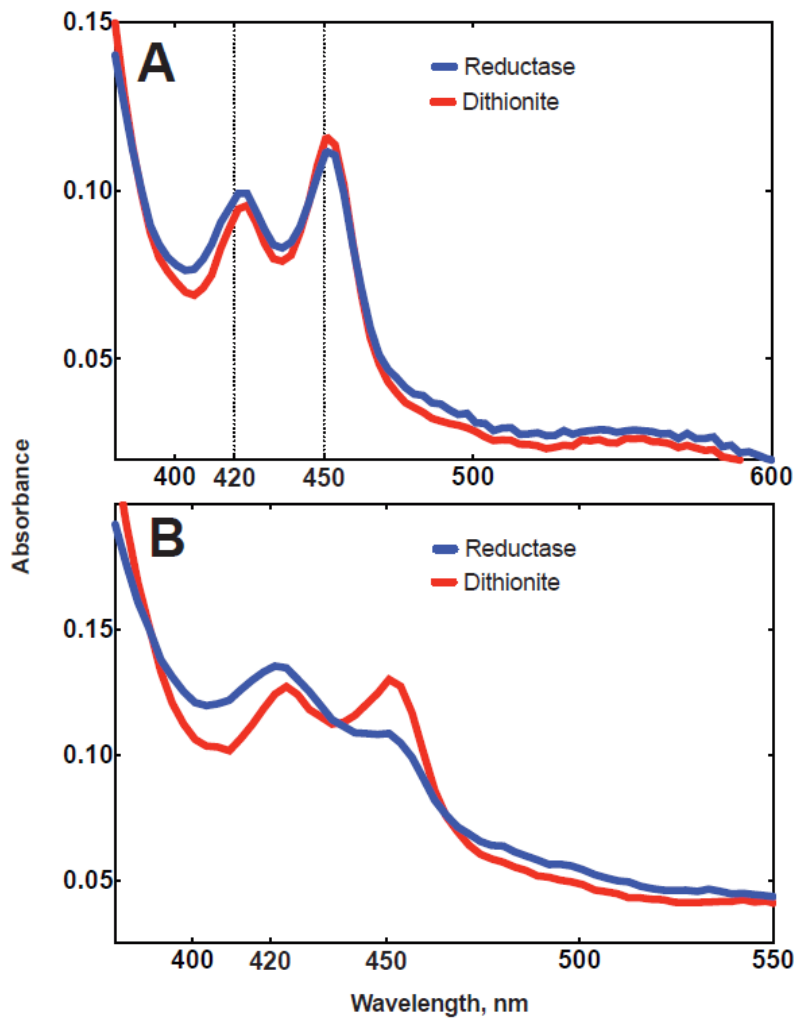 0.15
A
Reductase
Dithionite
0.10
0.05
400 420 450 500 600
Absorbance
B
Reductase
Dithionite
0.15
0.10
0.05
400 420 450 500 550
Wavelength, nm